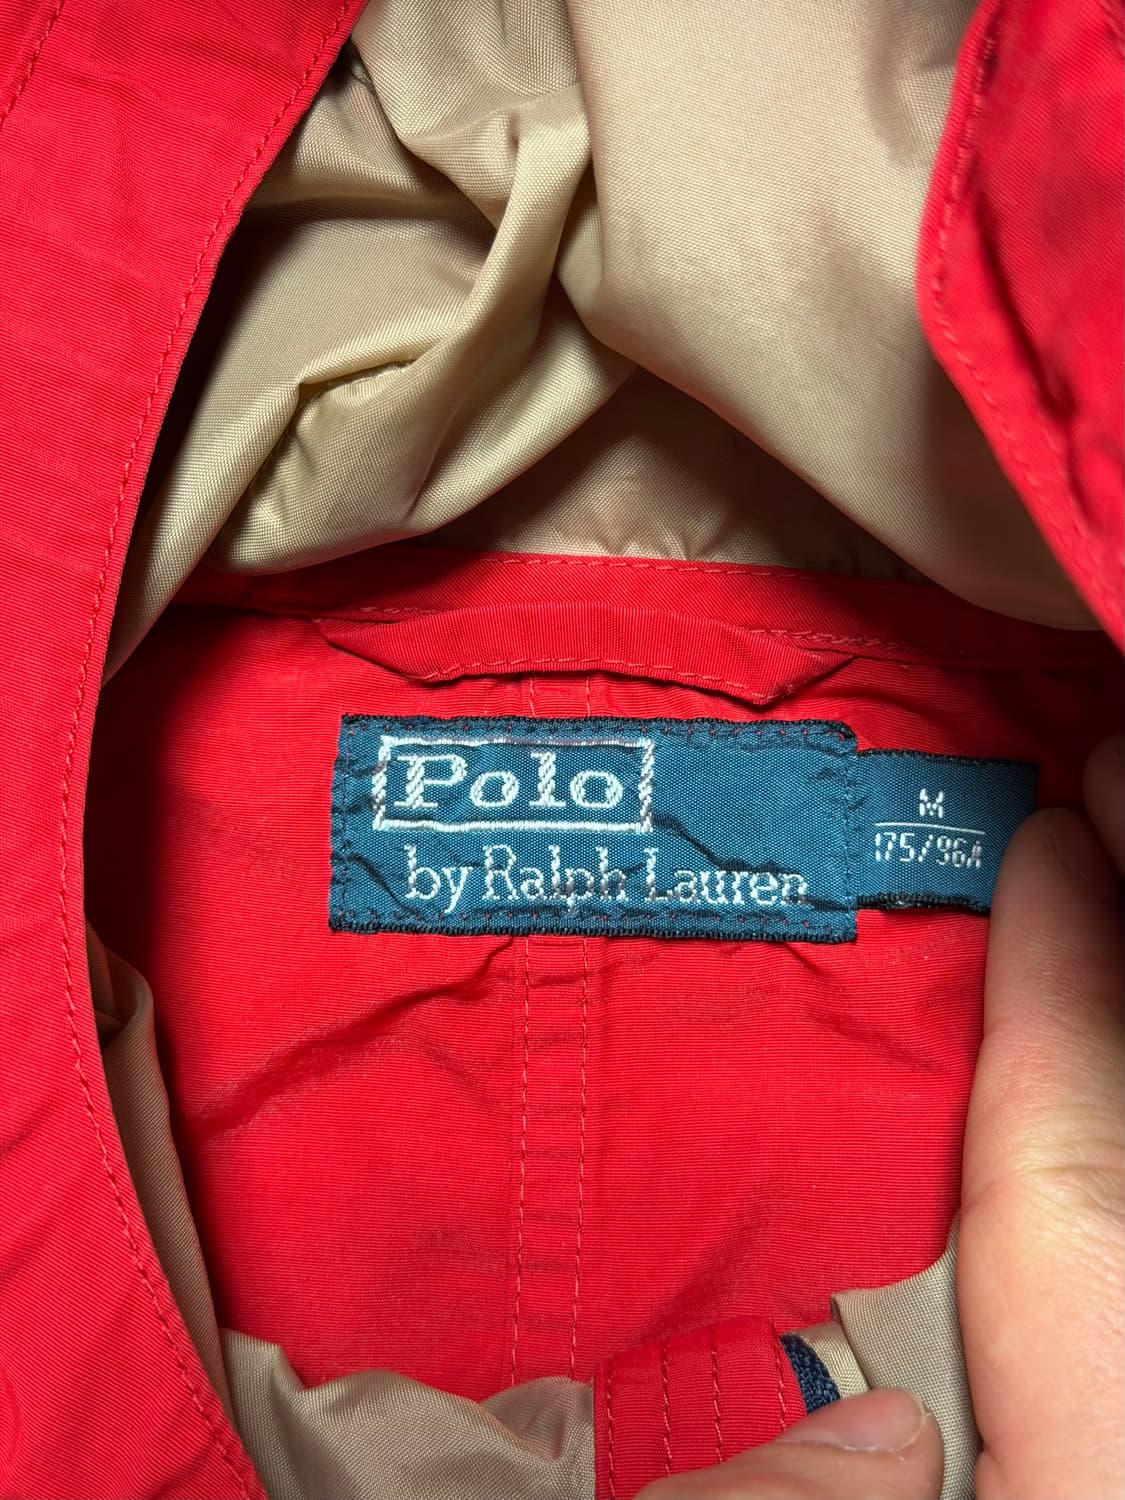 Polo
by Ralph Lauren
M
175/96A